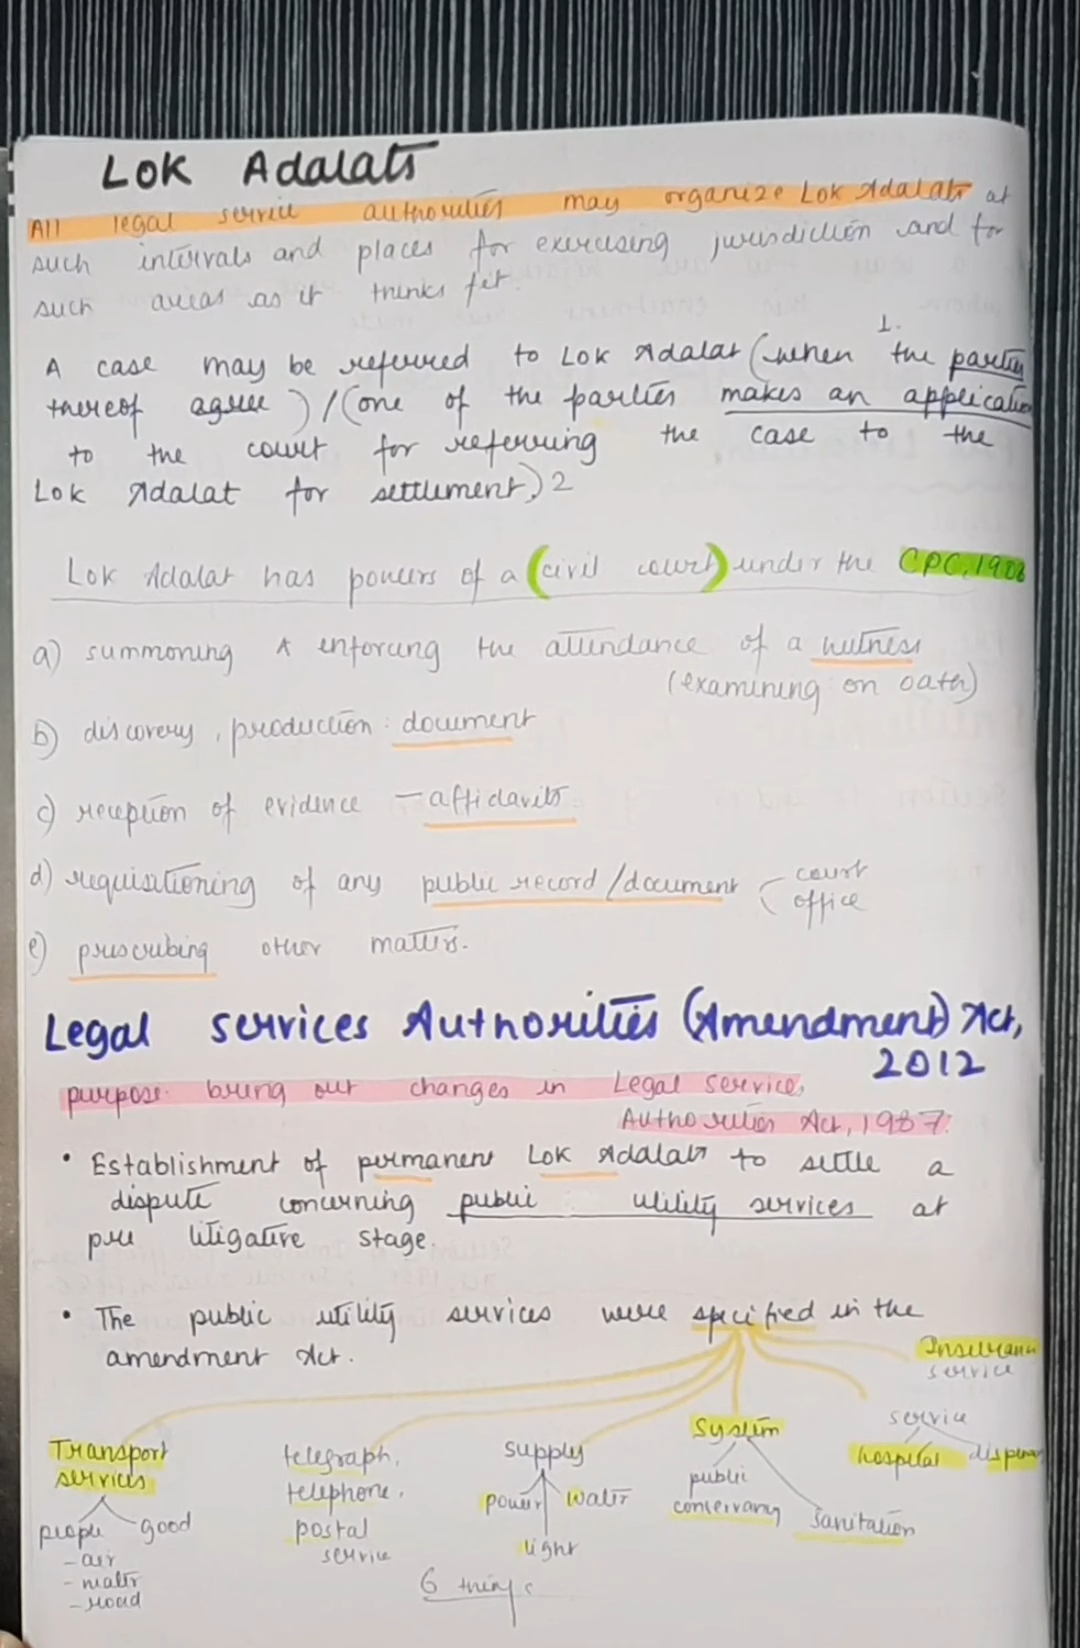 Lok Adalats
All legal service authorities may organize Lok Adalats at
such intervals and places for exercising jurisdiction and for
such areas as it thinks fit.
1.
A case may be referred to Lok Adalat (when the parties
thereof agree) / (one of the parties makes an application
to the court for referring the case to the
Lok Adalat for settlement) 2
Lok Adalat has powers of a (civil court) under the CPC, 1908
a) summoning & enforcing the attendance of a witness
(examining on oath)
b) discovery, production: document
c) reception of evidence - affidavits
d) requisitioning of any public record / document court
office
e) prescribing other matters.
Legal Services Authorities (Amendment) Act,
2012
purpose: bring out changes in Legal Service,
Authorities Act, 1987.
• Establishment of permanent Lok Adalats to settle a
dispute concerning public utility services at
pre litigative stage.
• The public utility services were specified in the
amendment Act.
Insurance
service
Transport
services
people good
- air
- water
- road
telegraph,
telephone,
postal
service
supply
power water
light
System
public
conservancy sanitation
service
hospital
6 things